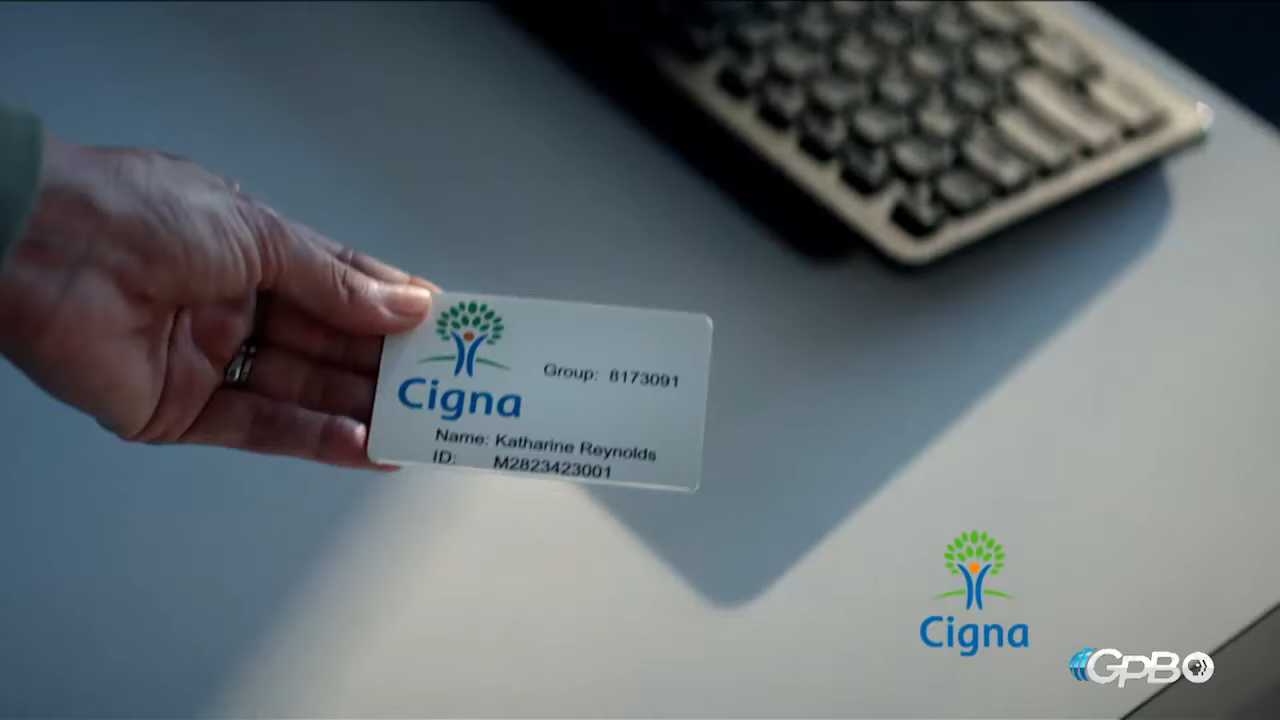 Cigna
Group: 8173091
Name: Katharine Reynolds
ID: M2823423001
Cigna
GPB